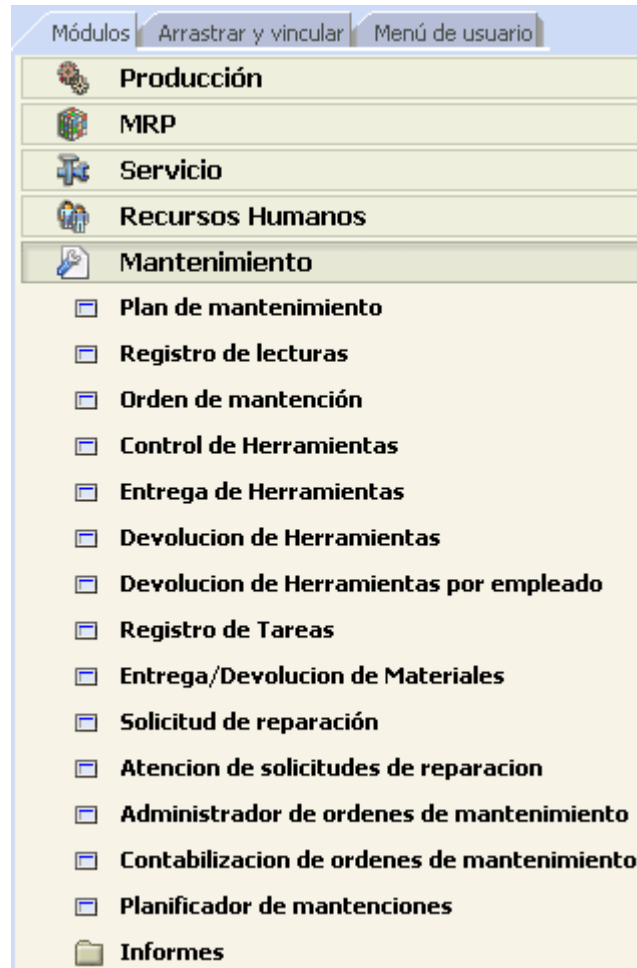 Módulos Arrastrar y vincular Menú de usuario
Producción
MRP
Servicio
Recursos Humanos
Mantenimiento
Plan de mantenimiento
Registro de lecturas
Orden de mantención
Control de Herramientas
Entrega de Herramientas
Devolucion de Herramientas
Devolucion de Herramientas por empleado
Registro de Tareas
Entrega/Devolucion de Materiales
Solicitud de reparación
Atencion de solicitudes de reparacion
Administrador de ordenes de mantenimiento
Contabilizacion de ordenes de mantenimiento
Planificador de mantenciones
Informes